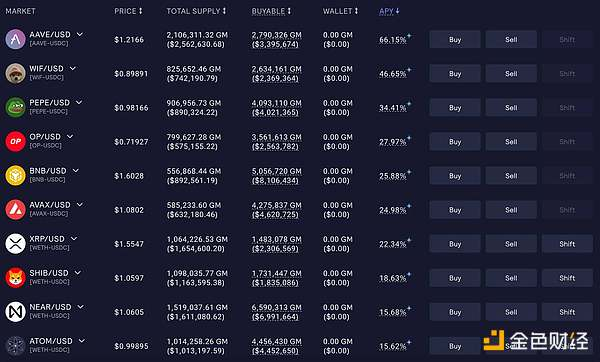 MARKET PRICE TOTAL SUPPLY BUYABLE WALLET APY
AAVE/USD $1.2166 2,106,311.32 GM 2,790,326 GM 0.00 GM 66.15% Buy Sell Shift
[AAVE-USDC] ($2,562,630.68) ($3,395,674) ($0.00)
WIF/USD $0.89891 825,652.46 GM 2,634,161 GM 0.00 GM 46.65% Buy Sell Shift
[WIF-USDC] ($742,190.79) ($2,369,364) ($0.00)
PEPE/USD $0.98166 906,956.73 GM 4,093,110 GM 0.00 GM 34.41% Buy Sell Shift
[PEPE-USDC] ($890,324.22) ($4,021,365) ($0.00)
OP/USD $0.71927 799,627.28 GM 3,561,613 GM 0.00 GM 27.97% Buy Sell Shift
[OP-USDC] ($575,155.22) ($2,563,782) ($0.00)
BNB/USD $1.6028 556,868.44 GM 5,056,720 GM 0.00 GM 25.88% Buy Sell Shift
[BNB-USDC] ($892,561.19) ($8,106,434) ($0.00)
AVAX/USD $1.0802 585,233.60 GM 4,275,837 GM 0.00 GM 24.98% Buy Sell Shift
[AVAX-USDC] ($632,180.46) ($4,620,725) ($0.00)
XRP/USD $1.5547 1,064,226.53 GM 1,483,078 GM 0.00 GM 22.34% Buy Sell Shift
[WETH-USDC] ($1,654,600.20) ($2,306,569) ($0.00)
SHIB/USD $1.0597 1,098,035.77 GM 1,731,447 GM 0.00 GM 18.63% Buy Sell Shift
[WETH-USDC] ($1,163,595.38) ($1,835,086) ($0.00)
NEAR/USD $1.0605 1,519,037.61 GM 6,590,313 GM 0.00 GM 15.68% Buy Sell Shift
[WETH-USDC] ($1,611,080.62) ($6,991,664) ($0.00)
ATOM/USD $0.99895 1,014,258.26 GM 4,456,430 GM 0.00 GM 15.62% Buy Sell Shift
[WETH-USDC] ($1,013,197.59) ($4,452,650) ($0.00)
金色财经